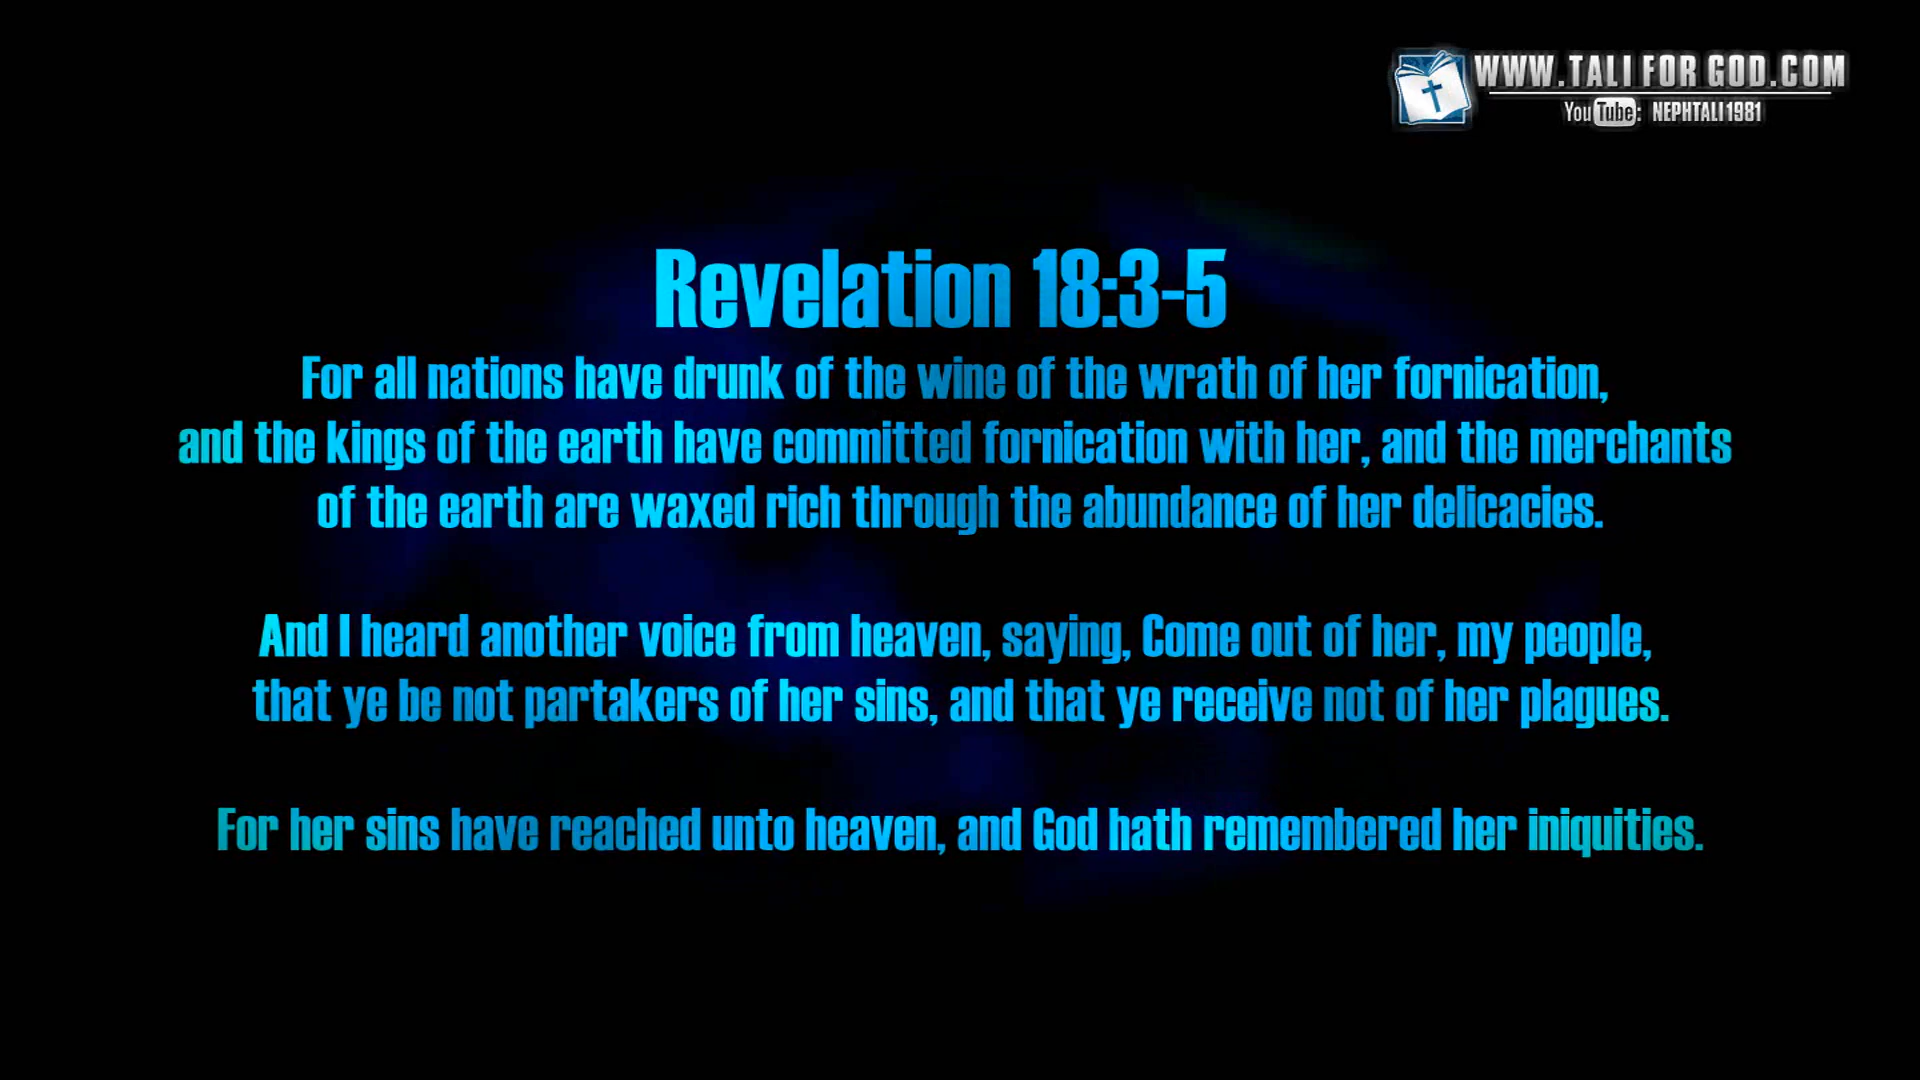 WWW.TALI FOR GOD.COM
YouTube: NEPHTALI1981
Revelation 18:3-5
For all nations have drunk of the wine of the wrath of her fornication,
and the kings of the earth have committed fornication with her, and the merchants
of the earth are waxed rich through the abundance of her delicacies.
And I heard another voice from heaven, saying, Come out of her, my people,
that ye be not partakers of her sins, and that ye receive not of her plagues.
For her sins have reached unto heaven, and God hath remembered her iniquities.